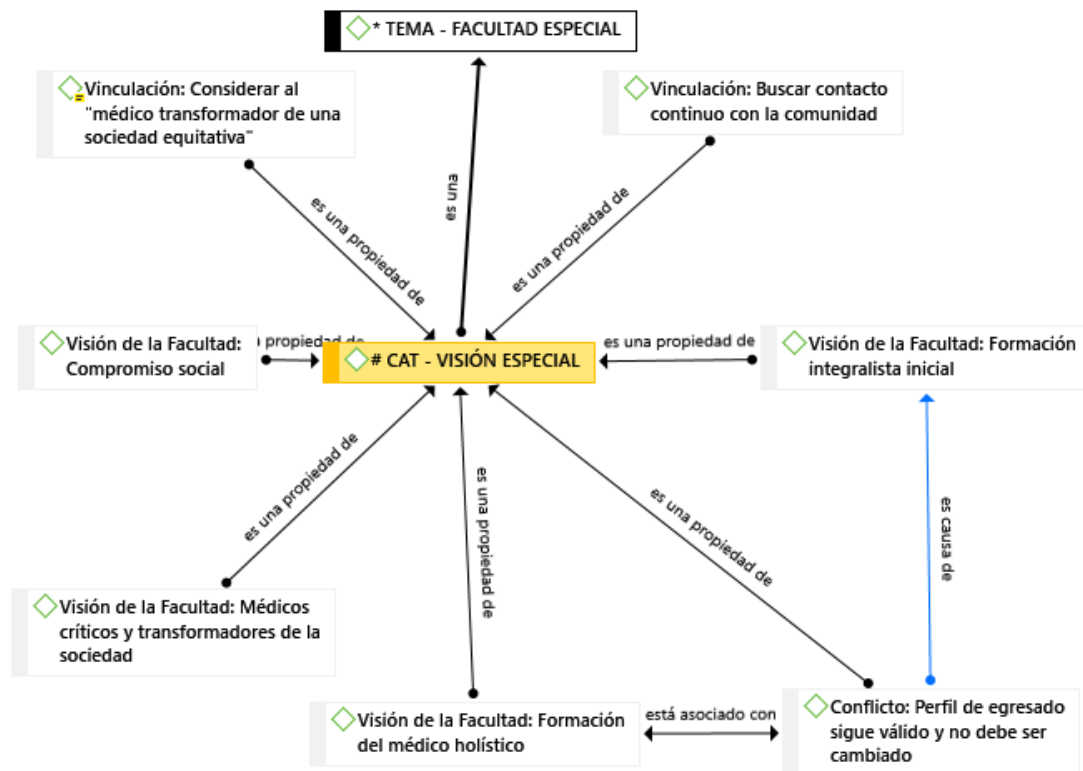 * TEMA - FACULTAD ESPECIAL
Vinculación: Considerar al
"médico transformador de una
sociedad equitativa"
Vinculación: Buscar contacto
continuo con la comunidad
es una
es una propiedad de
es una propiedad de
Visión de la Facultad:
Compromiso social
propiedad de
# CAT - VISIÓN ESPECIAL
es una propiedad de
Visión de la Facultad: Formación
integralista inicial
es una propiedad de
es una propiedad de
es una propiedad de
es causa de
Visión de la Facultad: Médicos
críticos y transformadores de la
sociedad
Visión de la Facultad: Formación
del médico holístico
está asociado con
Conflicto: Perfil de egresado
sigue válido y no debe ser
cambiado